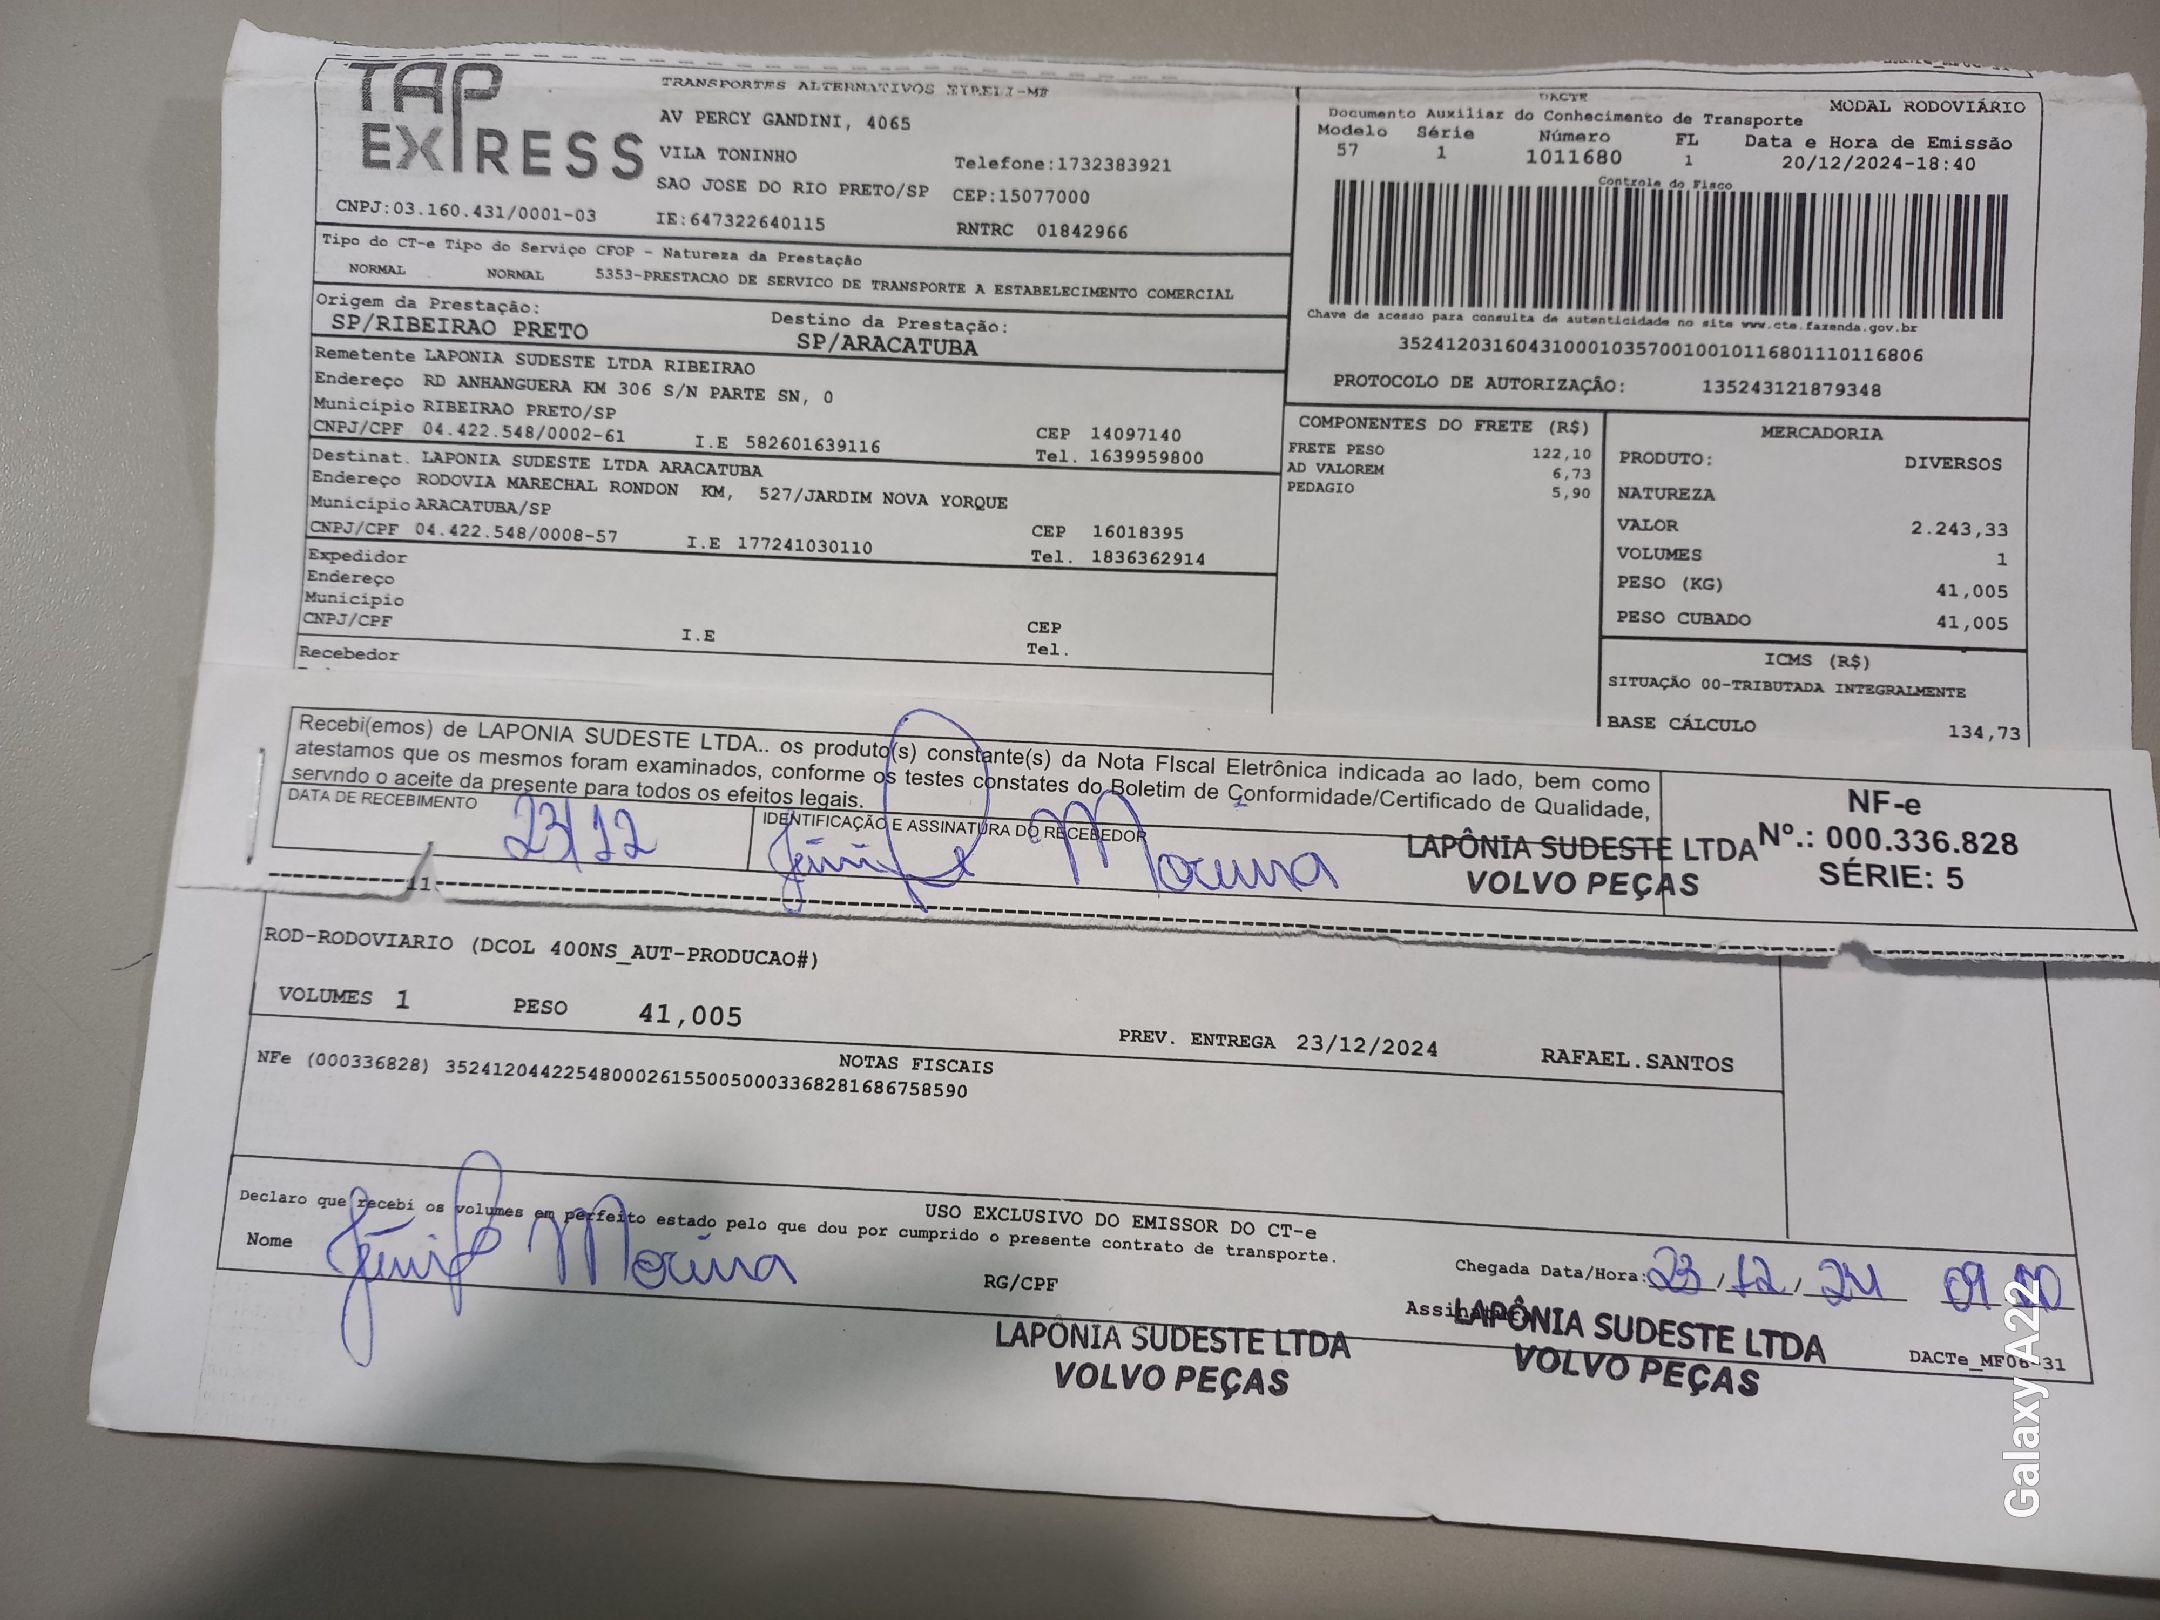 TAP EXPRESS
TRANSPORTES ALTERNATIVOS EIRELI-ME
AV PERCY GANDINI, 4065
VILA TONINHO Telefone:1732383921
SAO JOSE DO RIO PRETO/SP CEP:15077000
CNPJ:03.160.431/0001-03 IE:647322640115 RNTRC 01842966
DACTE MODAL RODOVIÁRIO
Documento Auxiliar do Conhecimento de Transporte
Modelo Série Número FL Data e Hora de Emissão
57 1 1011680 1 20/12/2024-18:40
Controle do Fisco
Chave de acesso para consulta de autenticidade no site www.cte.fazenda.gov.br
35241203160431000103570010010116801110116806
PROTOCOLO DE AUTORIZAÇÃO: 135243121879348
Tipo do CT-e Tipo do Serviço CFOP - Natureza da Prestação
NORMAL NORMAL 5353-PRESTACAO DE SERVICO DE TRANSPORTE A ESTABELECIMENTO COMERCIAL
Origem da Prestação: Destino da Prestação:
SP/RIBEIRAO PRETO SP/ARACATUBA
Remetente LAPONIA SUDESTE LTDA RIBEIRAO
Endereço RD ANHANGUERA KM 306 S/N PARTE SN, 0
Município RIBEIRAO PRETO/SP CEP 14097140
CNPJ/CPF 04.422.548/0002-61 I.E 582601639116 Tel. 1639959800
Destinat. LAPONIA SUDESTE LTDA ARACATUBA
Endereço RODOVIA MARECHAL RONDON KM, 527/JARDIM NOVA YORQUE
Município ARACATUBA/SP CEP 16018395
CNPJ/CPF 04.422.548/0008-57 I.E 177241030110 Tel. 1836362914
Expedidor
Endereço
Município CEP
CNPJ/CPF I.E Tel.
Recebedor
COMPONENTES DO FRETE (R$)
FRETE PESO 122,10
AD VALOREM 6,73
PEDAGIO 5,90
MERCADORIA
PRODUTO: DIVERSOS
NATUREZA
VALOR 2.243,33
VOLUMES 1
PESO (KG) 41,005
PESO CUBADO 41,005
ICMS (R$)
SITUAÇÃO 00-TRIBUTADA INTEGRALMENTE
BASE CÁLCULO 134,73
Recebi(emos) de LAPONIA SUDESTE LTDA.. os produto(s) constante(s) da Nota FIscal Eletrônica indicada ao lado, bem como
atestamos que os mesmos foram examinados, conforme os testes constates do Boletim de Conformidade/Certificado de Qualidade,
servndo o aceite da presente para todos os efeitos legais.
DATA DE RECEBIMENTO IDENTIFICAÇÃO E ASSINATURA DO RECEBEDOR
23/12
LAPÔNIA SUDESTE LTDA
VOLVO PEÇAS
NF-e
Nº.: 000.336.828
SÉRIE: 5
ROD-RODOVIARIO (DCOL 400NS_AUT-PRODUCAO#)
VOLUMES 1 PESO 41,005 PREV. ENTREGA 23/12/2024 RAFAEL.SANTOS
NOTAS FISCAIS
NFe (000336828) 35241204422548000261550050003368281686758590
USO EXCLUSIVO DO EMISSOR DO CT-e
Declaro que recebi os volumes em perfeito estado pelo que dou por cumprido o presente contrato de transporte.
Nome RG/CPF
Chegada Data/Hora: 23/12/24 09:00
LAPÔNIA SUDESTE LTDA
VOLVO PEÇAS
LAPÔNIA SUDESTE LTDA
VOLVO PEÇAS
Galaxy A22